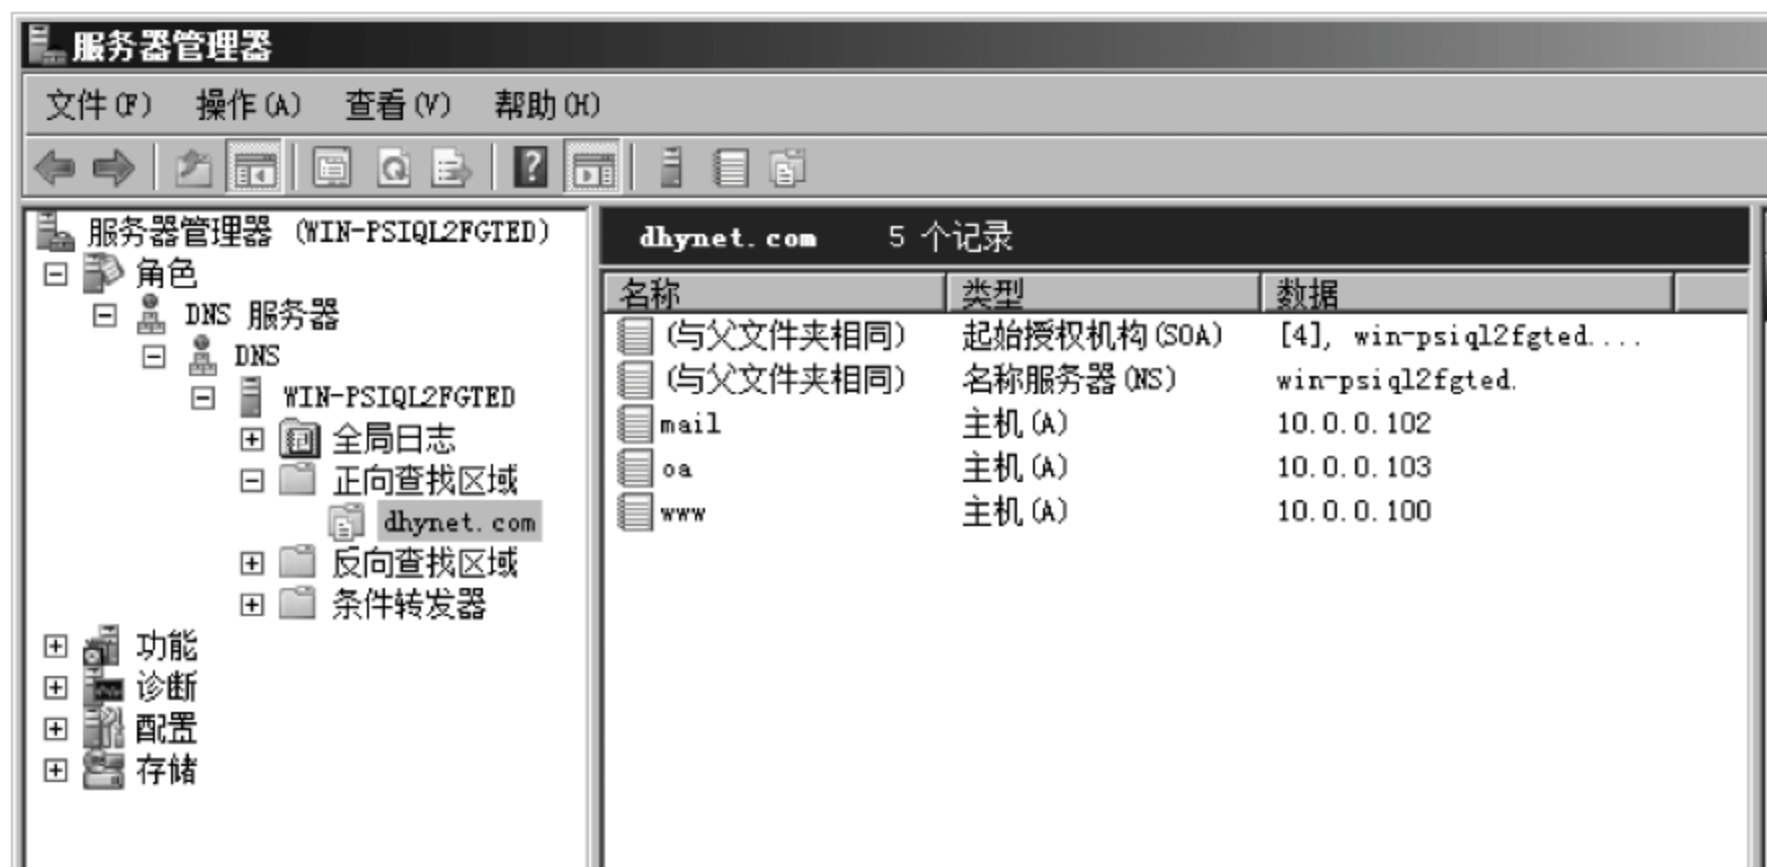 服务器管理器
文件(F) 操作(A) 查看(V) 帮助(H)
服务器管理器 (WIN-PSIQL2FGTED)
角色
DNS 服务器
DNS
WIN-PSIQL2FGTED
全局日志
正向查找区域
dhynet.com
反向查找区域
条件转发器
功能
诊断
配置
存储
dhynet.com 5 个记录
名称 类型 数据
(与父文件夹相同) 起始授权机构(SOA) [4], win-psiql2fgted....
(与父文件夹相同) 名称服务器(NS) win-psiql2fgted.
mail 主机(A) 10.0.0.102
oa 主机(A) 10.0.0.103
www 主机(A) 10.0.0.100